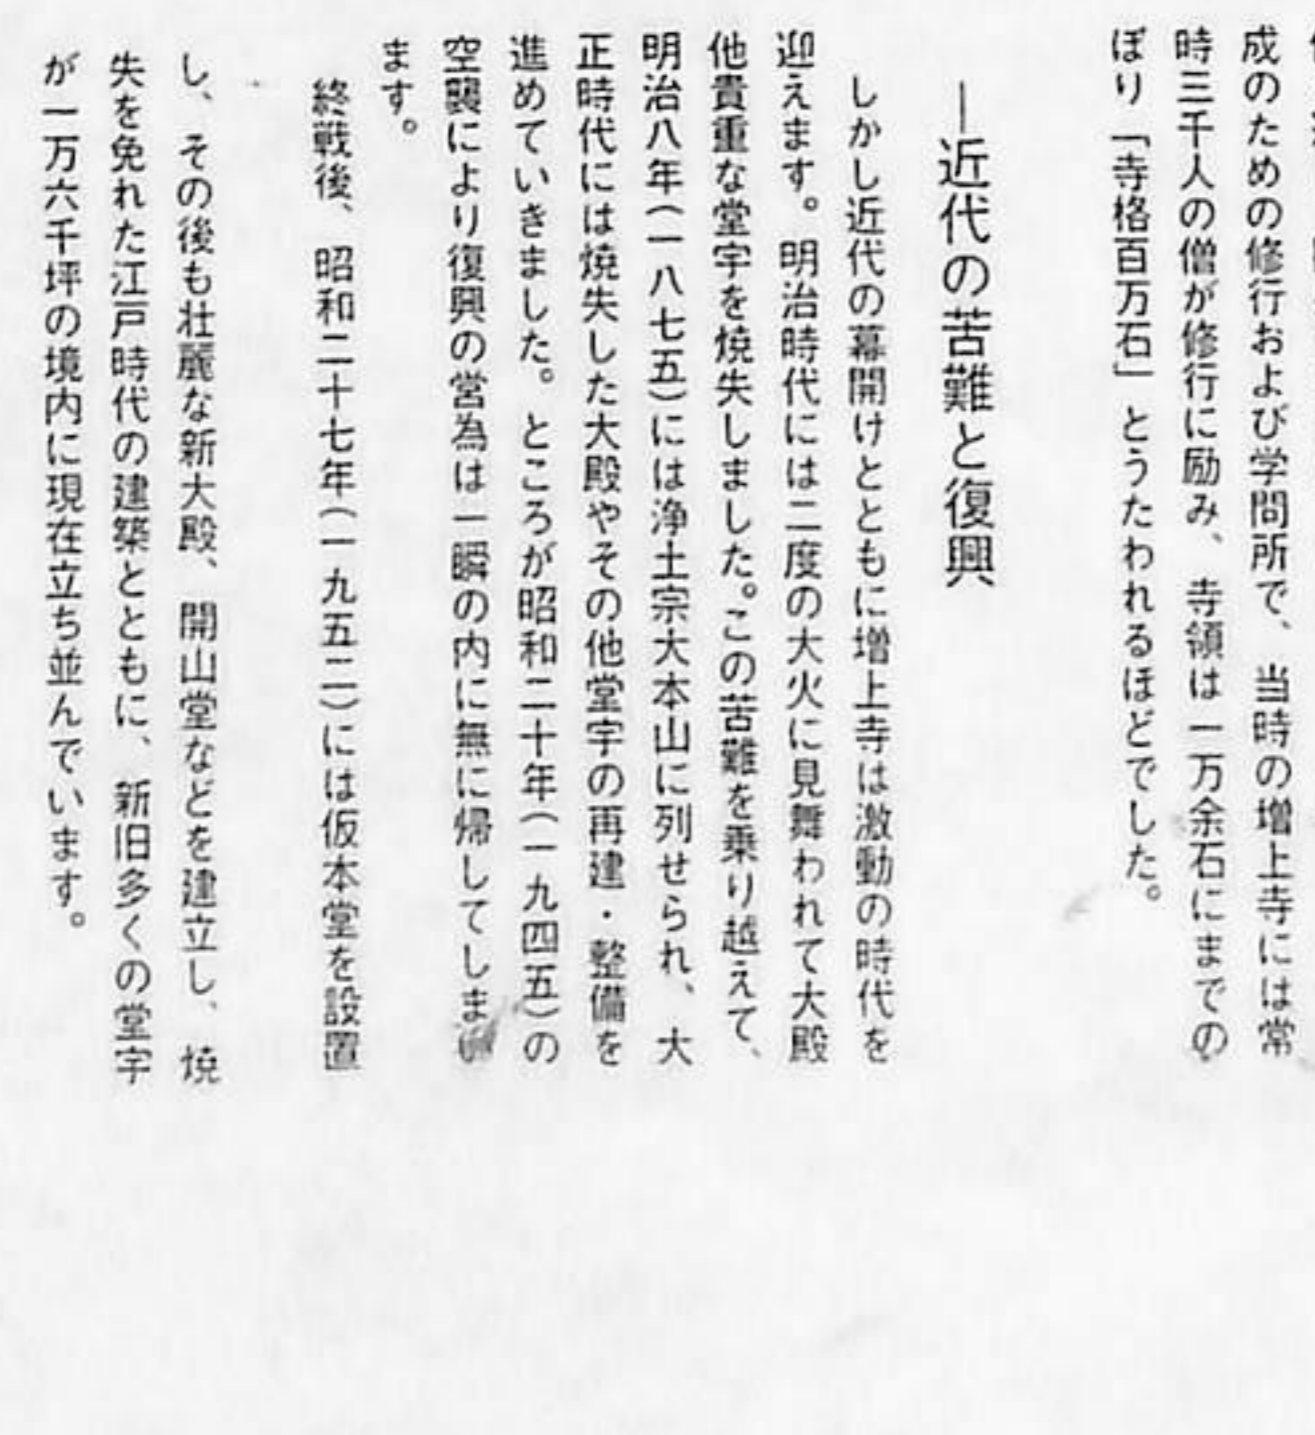 成のための修行および学問所で、当時の増上寺には常
時三千人の僧が修行に励み、寺領は一万余石にまでの
ぼり「寺格百万石」とうたわれるほどでした。
―近代の苦難と復興
しかし近代の幕開けとともに増上寺は激動の時代を
迎えます。明治時代には二度の大火に見舞われて大殿
他貴重な堂宇を焼失しました。この苦難を乗り越えて、
明治八年(一八七五)には浄土宗大本山に列せられ、大
正時代には焼失した大殿やその他堂宇の再建・整備を
進めていきました。ところが昭和二十年(一九四五)の
空襲により復興の営為は一瞬の内に無に帰してしまい
ます。
終戦後、昭和二十七年(一九五二)には仮本堂を設置
し、その後も壮麗な新大殿、開山堂などを建立し、焼
失を免れた江戸時代の建築とともに、新旧多くの堂宇
が一万六千坪の境内に現在立ち並んでいます。